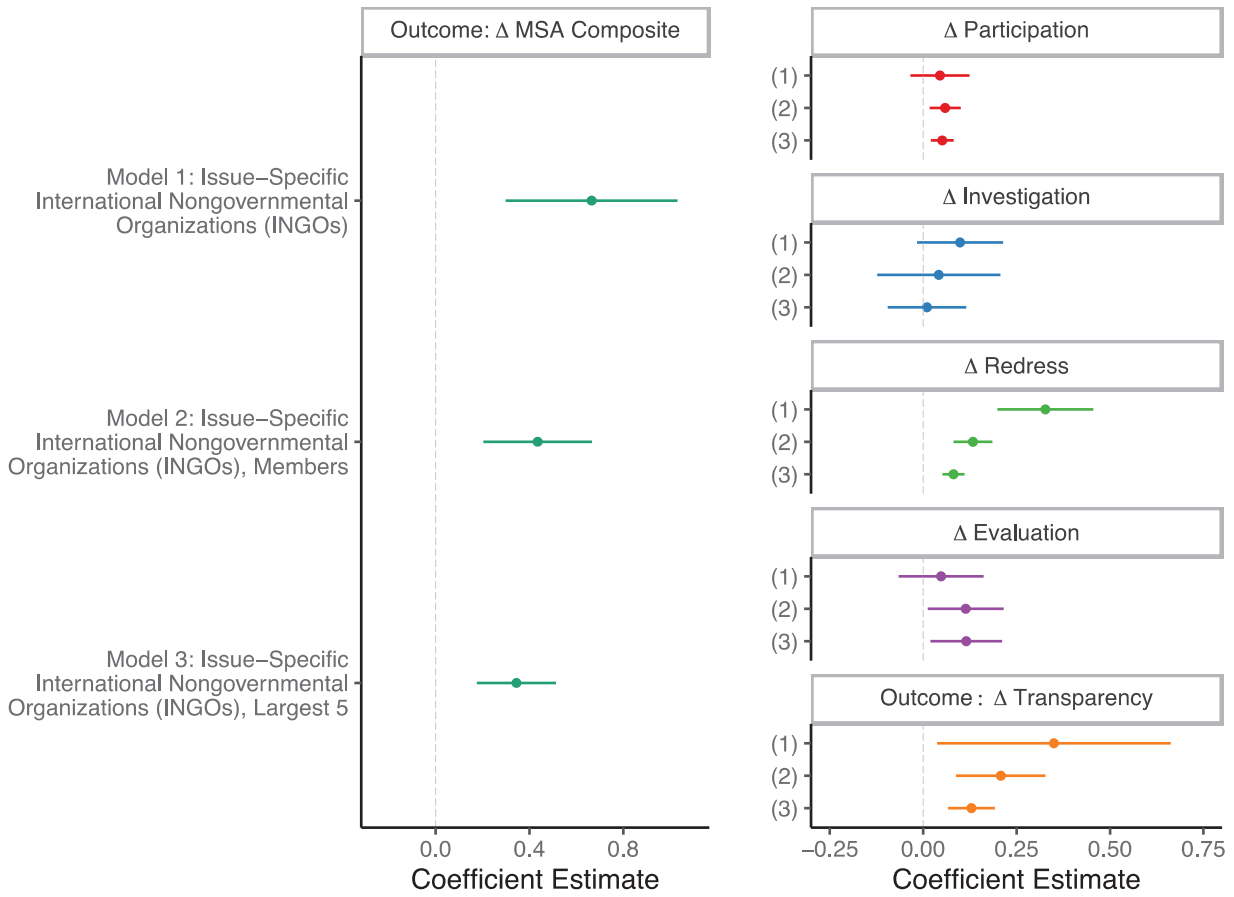 Outcome: Δ MSA Composite
Model 1: Issue−Specific
International Nongovernmental
Organizations (INGOs)
Model 2: Issue−Specific
International Nongovernmental
Organizations (INGOs), Members
Model 3: Issue−Specific
International Nongovernmental
Organizations (INGOs), Largest 5
0.0 0.4 0.8
Coefficient Estimate
Δ Participation
(1)
(2)
(3)
Δ Investigation
(1)
(2)
(3)
Δ Redress
(1)
(2)
(3)
Δ Evaluation
(1)
(2)
(3)
Outcome : Δ Transparency
(1)
(2)
(3)
−0.25 0.00 0.25 0.50 0.75
Coefficient Estimate